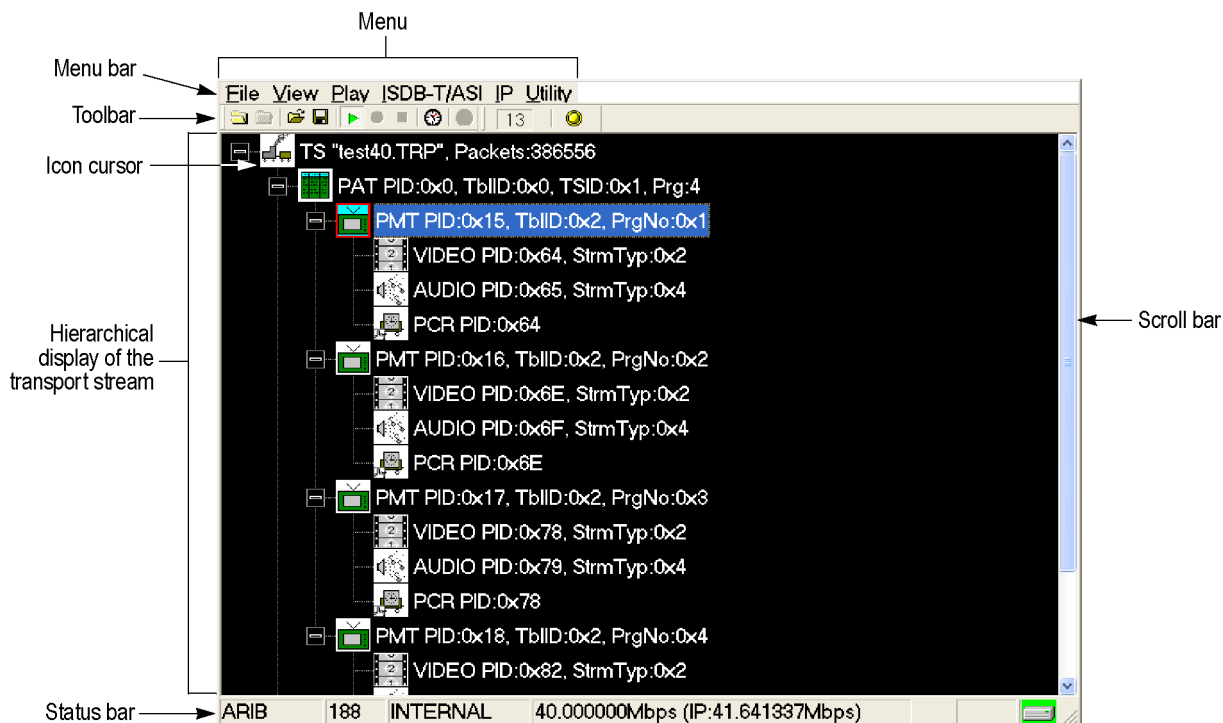 Menu
Menu bar
File View Play ISDB-T/ASI IP Utility
Toolbar
13
TS "test40.TRP", Packets:386556
Icon cursor
PAT PID:0x0, TblID:0x0, TSID:0x1, Prg:4
PMT PID:0x15, TblID:0x2, PrgNo:0x1
VIDEO PID:0x64, StrmTyp:0x2
AUDIO PID:0x65, StrmTyp:0x4
PCR PID:0x64
Scroll bar
Hierarchical
display of the
transport stream
PMT PID:0x16, TblID:0x2, PrgNo:0x2
VIDEO PID:0x6E, StrmTyp:0x2
AUDIO PID:0x6F, StrmTyp:0x4
PCR PID:0x6E
PMT PID:0x17, TblID:0x2, PrgNo:0x3
VIDEO PID:0x78, StrmTyp:0x2
AUDIO PID:0x79, StrmTyp:0x4
PCR PID:0x78
PMT PID:0x18, TblID:0x2, PrgNo:0x4
VIDEO PID:0x82, StrmTyp:0x2
Status bar
ARIB 188 INTERNAL 40.000000Mbps (IP:41.641337Mbps)